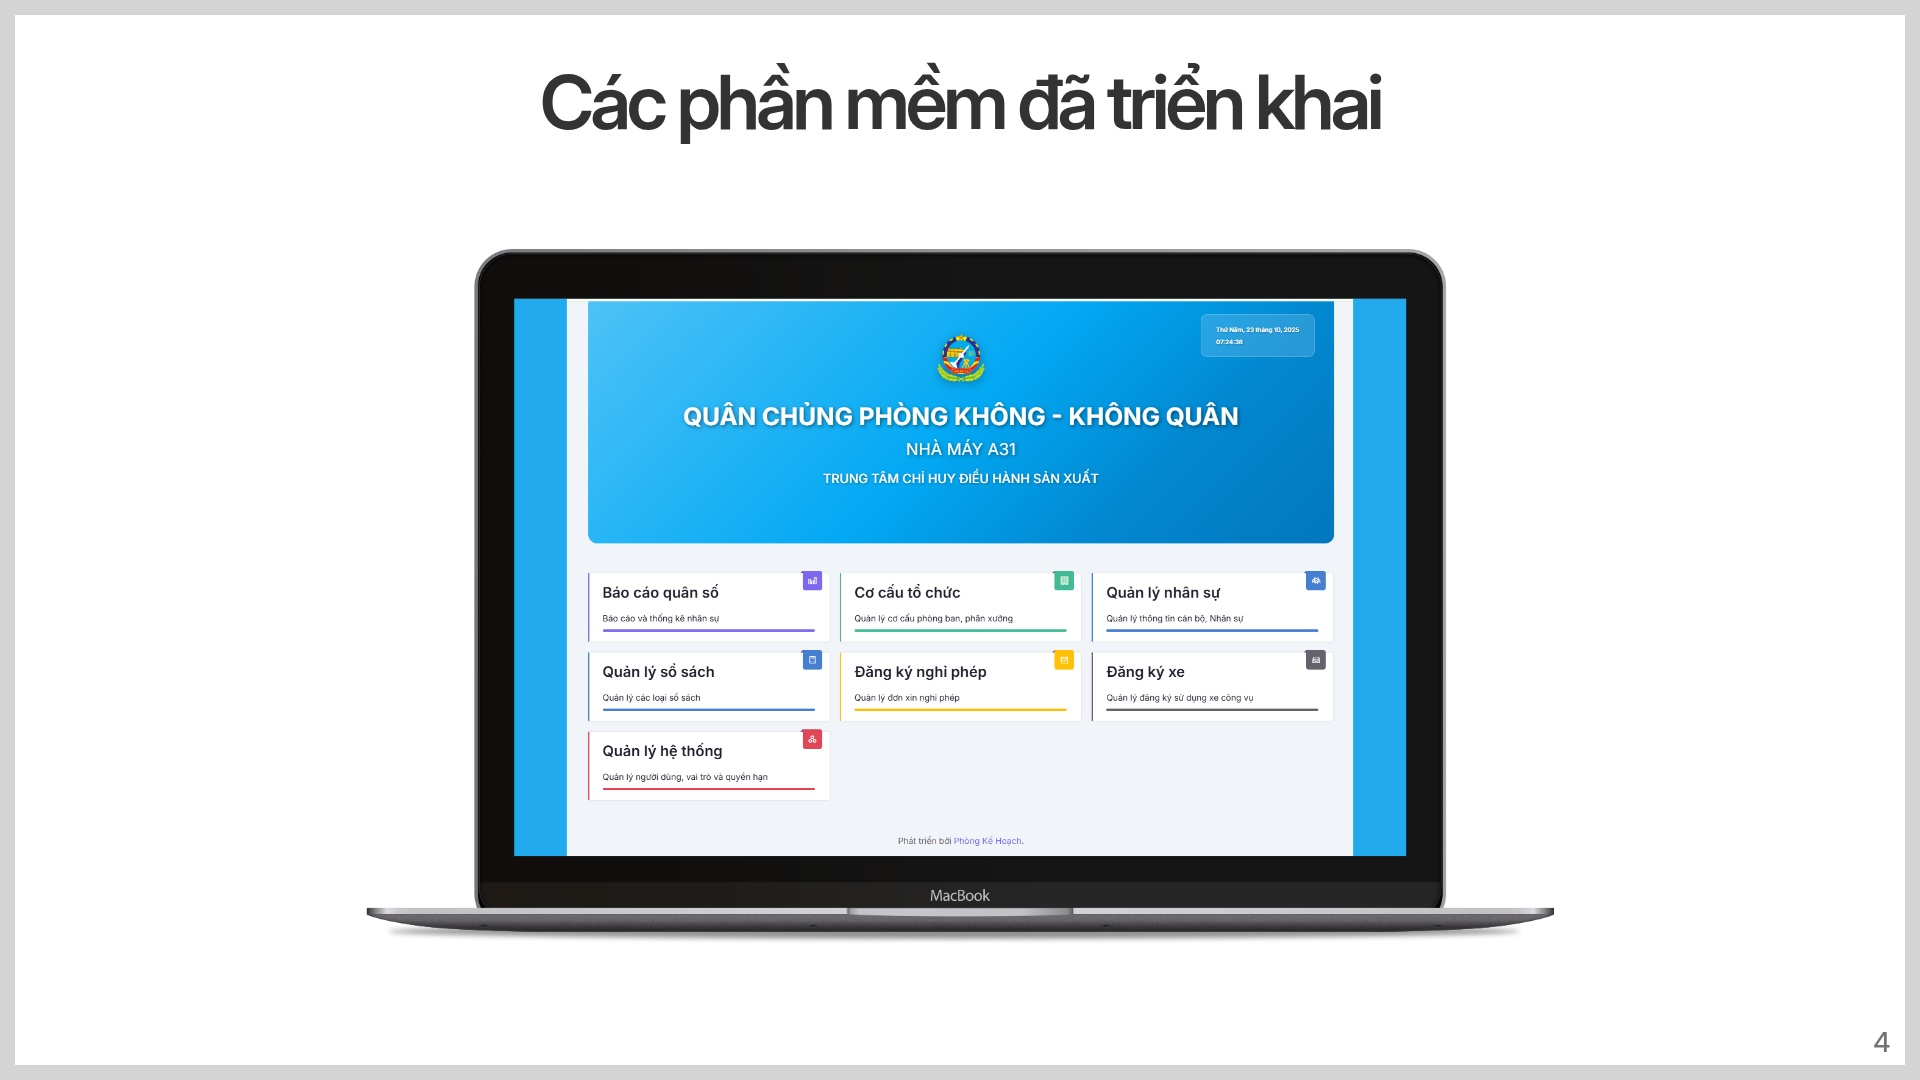 Các phần mềm đã triển khai
Thứ Năm, 23 tháng 10, 2025
07:24:38
QUÂN CHỦNG PHÒNG KHÔNG - KHÔNG QUÂN
NHÀ MÁY A31
TRUNG TÂM CHỈ HUY ĐIỀU HÀNH SẢN XUẤT
Báo cáo quân số
Báo cáo và thống kê nhân sự
Cơ cấu tổ chức
Quản lý cơ cấu phòng ban, phân xưởng
Quản lý nhân sự
Quản lý thông tin cán bộ, Nhân sự
Quản lý sổ sách
Quản lý các loại sổ sách
Đăng ký nghỉ phép
Quản lý đơn xin nghỉ phép
Đăng ký xe
Quản lý đăng ký sử dụng xe công vụ
Quản lý hệ thống
Quản lý người dùng, vai trò và quyền hạn
Phát triển bởi Phòng Kế Hoạch.
MacBook
4